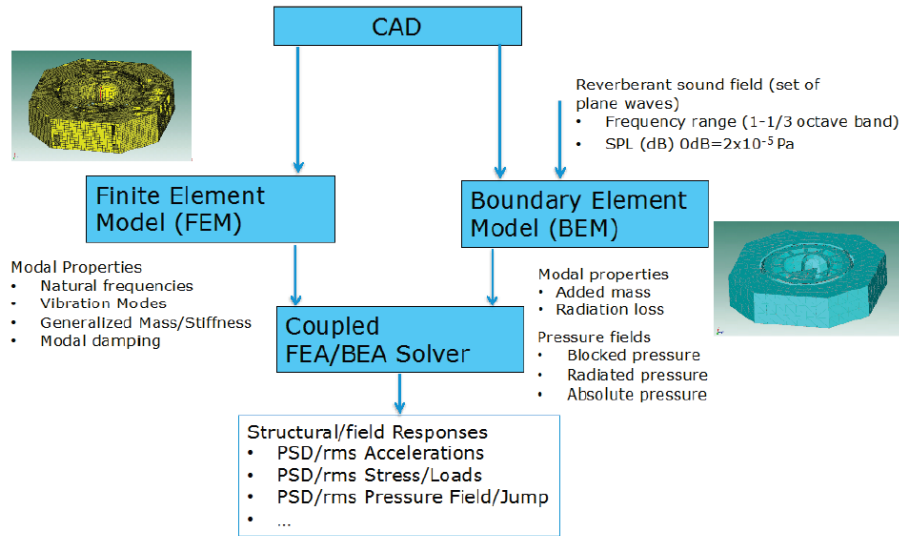 CAD
Reverberant sound field (set of
plane waves)
• Frequency range (1-1/3 octave band)
• SPL (dB) 0dB=2x10⁻⁵ Pa
Finite Element
Model (FEM)
Boundary Element
Model (BEM)
Modal Properties
• Natural frequencies
• Vibration Modes
• Generalized Mass/Stiffness
• Modal damping
Coupled
FEA/BEA Solver
Modal properties
• Added mass
• Radiation loss
Pressure fields
• Blocked pressure
• Radiated pressure
• Absolute pressure
Structural/field Responses
• PSD/rms Accelerations
• PSD/rms Stress/Loads
• PSD/rms Pressure Field/Jump
• ...